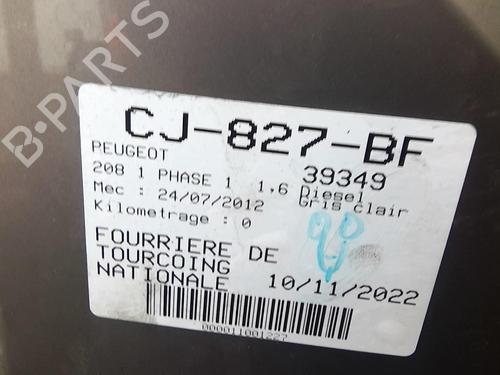 B-PARTS
CJ-827-BF
PEUGEOT 39349
208 1 PHASE 1 1,6 Diesel
Mec : 24/07/2012 Gris clair
Kilometrage : 0
FOURRIERE DE
TOURCOING
NATIONALE 10/11/2022
000011001227